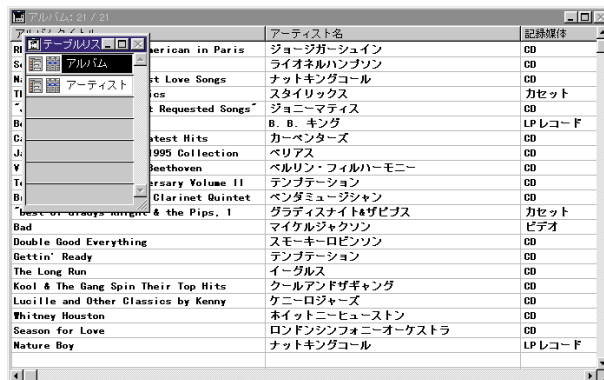 アルバム: 21 / 21
アーティスト名 記録媒体
テーブルリス
アルバム
アーティスト
erican in Paris ジョージガーシュイン CD
ライオネルハンプソン CD
st Love Songs ナットキングコール CD
ics スタイリックス カセット
t Requested Songs" ジョニーマティス CD
B. B. キング LPレコード
atest Hits カーペンターズ CD
1995 Collection ベリアス CD
Beethoven ベルリン・フィルハーモニー CD
ersary Volume II テンプテーション CD
Clarinet Quintet ベンダミュージシャン CD
"Best of Gladys Knight & the Pips, 1 グラディスナイト&ザピプス カセット
Bad マイケルジャクソン ビデオ
Double Good Everything スモーキーロビンソン CD
Gettin' Ready テンプテーション CD
The Long Run イーグルス CD
Kool & The Gang Spin Their Top Hits クールアンドザギャング CD
Lucille and Other Classics by Kenny ケニーロジャーズ CD
Whitney Houston ホイットニーヒューストン CD
Season for Love ロンドンシンフォニーオーケストラ CD
Nature Boy ナットキングコール LPレコード